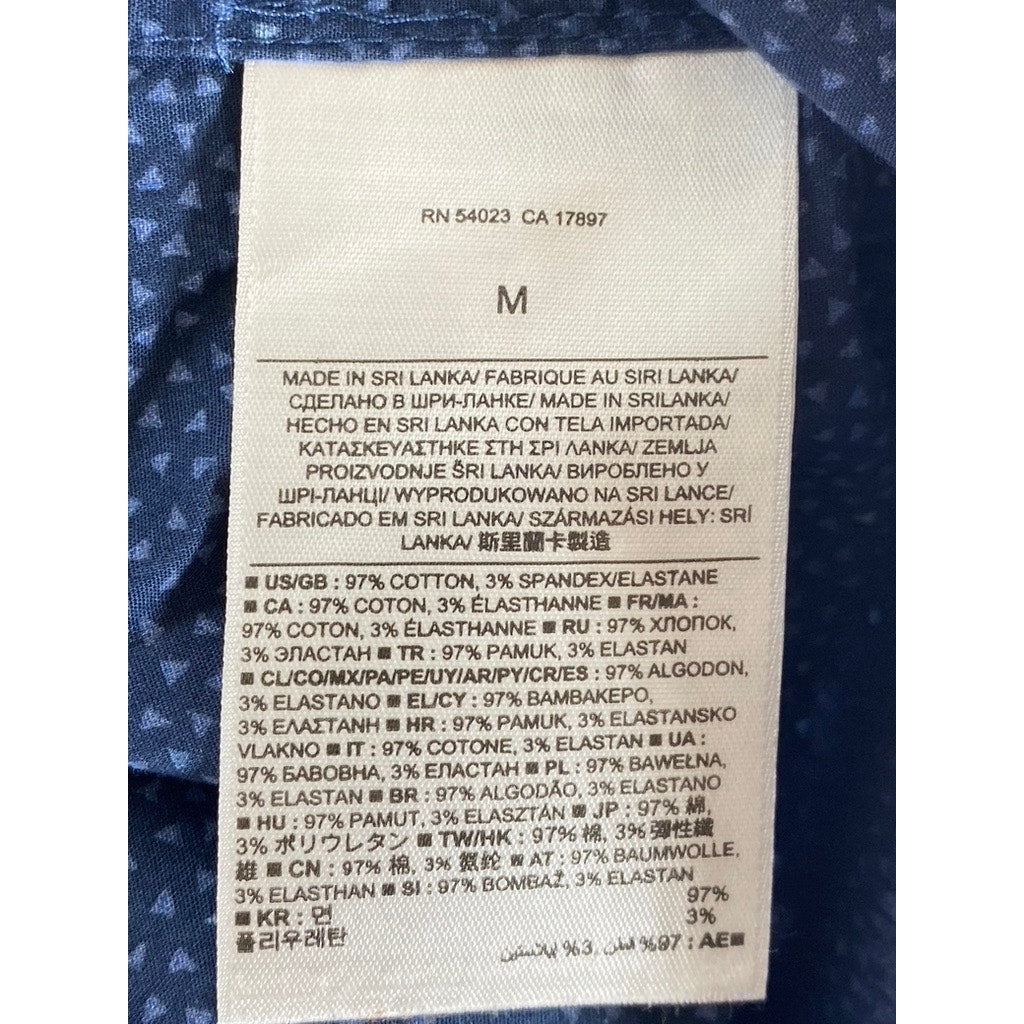 RN 54023 CA 17897
M
MADE IN SRI LANKA/ FABRIQUE AU SIRI LANKA/
СДЕЛАНО В ШРИ-ЛАНКЕ/ MADE IN SRILANKA/
HECHO EN SRI LANKA CON TELA IMPORTADA/
ΚΑΤΑΣΚΕΥΑΣΤΗΚΕ ΣΤΗ ΣΡΙ ΛΑΝΚΑ/ ZEMLJA
PROIZVODNJE ŠRI LANKA/ ВИРОБЛЕНО У
ШРІ-ЛАНЦІ/ WYPRODUKOWANO NA SRI LANCE/
FABRICADO EM SRI LANKA/ SZÁRMAZÁSI HELY: SRÍ
LANKA/ 斯里蘭卡製造
■ US/GB : 97% COTTON, 3% SPANDEX/ELASTANE
■ CA : 97% COTON, 3% ÉLASTHANNE ■ FR/MA :
97% COTON, 3% ÉLASTHANNE ■ RU : 97% ХЛОПОК,
3% ЭЛАСТАН ■ TR : 97% PAMUK, 3% ELASTAN
■ CL/CO/MX/PA/PE/UY/AR/PY/CR/ES : 97% ALGODON,
3% ELASTANO ■ EL/CY : 97% ΒΑΜΒΑΚΕΡΟ,
3% ΕΛΑΣΤΑΝΗ ■ HR : 97% PAMUK, 3% ELASTANSKO
VLAKNO ■ IT : 97% COTONE, 3% ELASTAN ■ UA :
97% БАВОВНА, 3% ЕЛАСТАН ■ PL : 97% BAWEŁNA,
3% ELASTAN ■ BR : 97% ALGODÃO, 3% ELASTANO
■ HU : 97% PAMUT, 3% ELASZTÁN ■ JP : 97% 綿,
3% ポリウレタン ■ TW/HK : 97% 棉, 3% 彈性纖
維 ■ CN : 97% 棉, 3% 氨纶 ■ AT : 97% BAUMWOLLE,
3% ELASTHAN ■ SI : 97% BOMBAŽ, 3% ELASTAN
■ KR : 면 97%
폴리우레탄 3%
■AE : 97% قطن, 3% إيلاستين